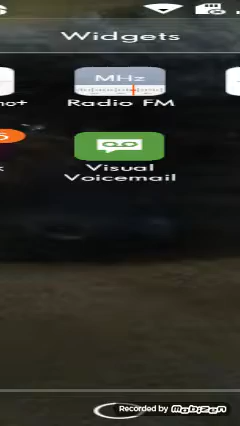 Widgets
MHz
Radio FM
Visual
Voicemail
Recorded by Mobizen